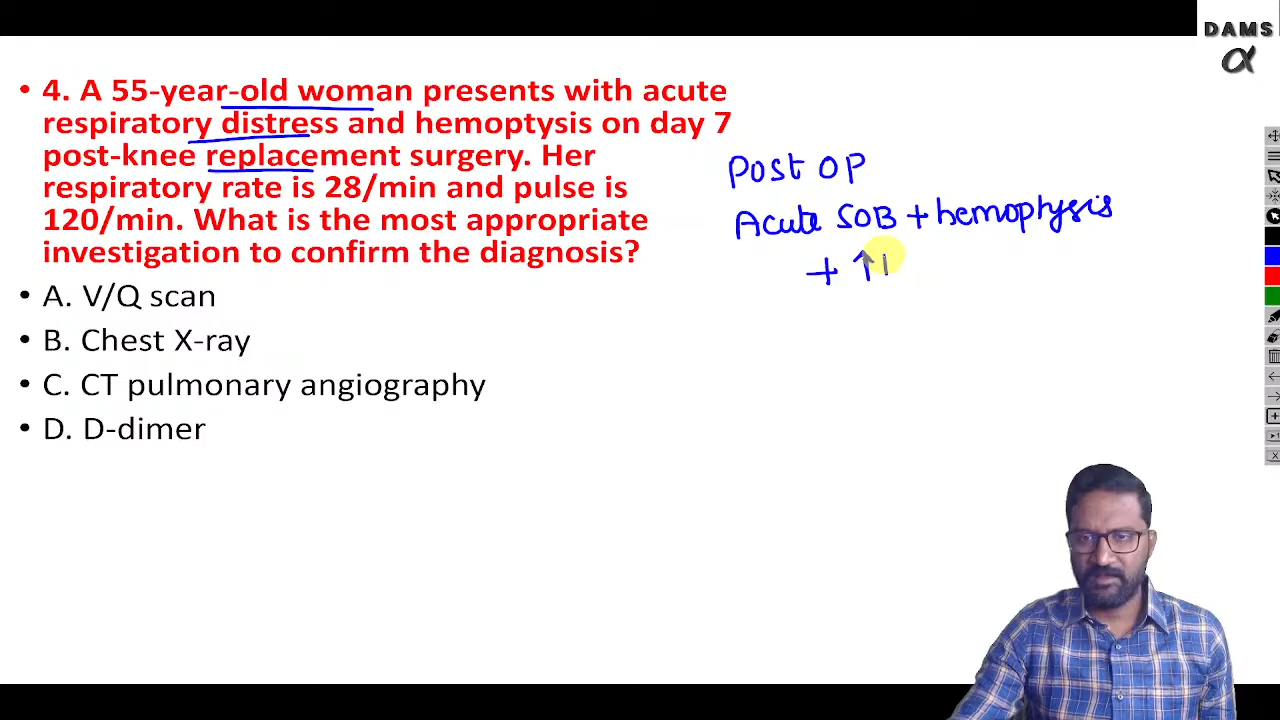 DAMS
α
• 4. A 55-year-old woman presents with acute
respiratory distress and hemoptysis on day 7
post-knee replacement surgery. Her
respiratory rate is 28/min and pulse is
120/min. What is the most appropriate
investigation to confirm the diagnosis?
• A. V/Q scan
• B. Chest X-ray
• C. CT pulmonary angiography
• D. D-dimer
Post OP
Acute SOB + hemoptysis
+ ↑